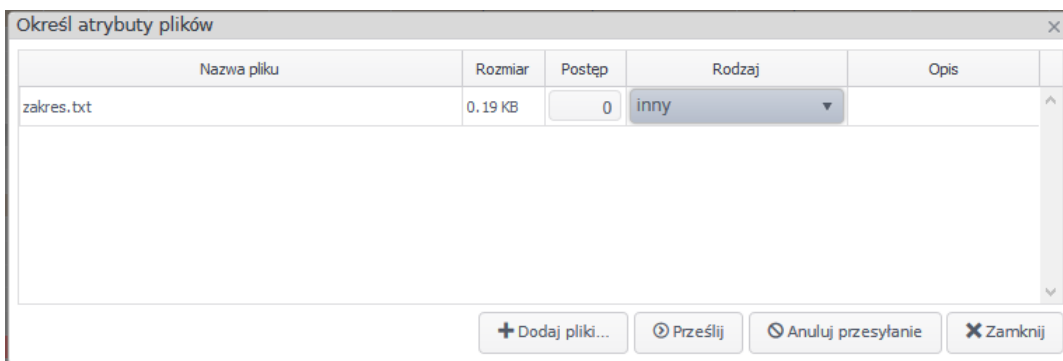 Określ atrybuty plików
Nazwa pliku Rozmiar Postęp Rodzaj Opis
zakres.txt 0.19 KB 0 inny
Dodaj pliki... Prześlij Anuluj przesyłanie Zamknij